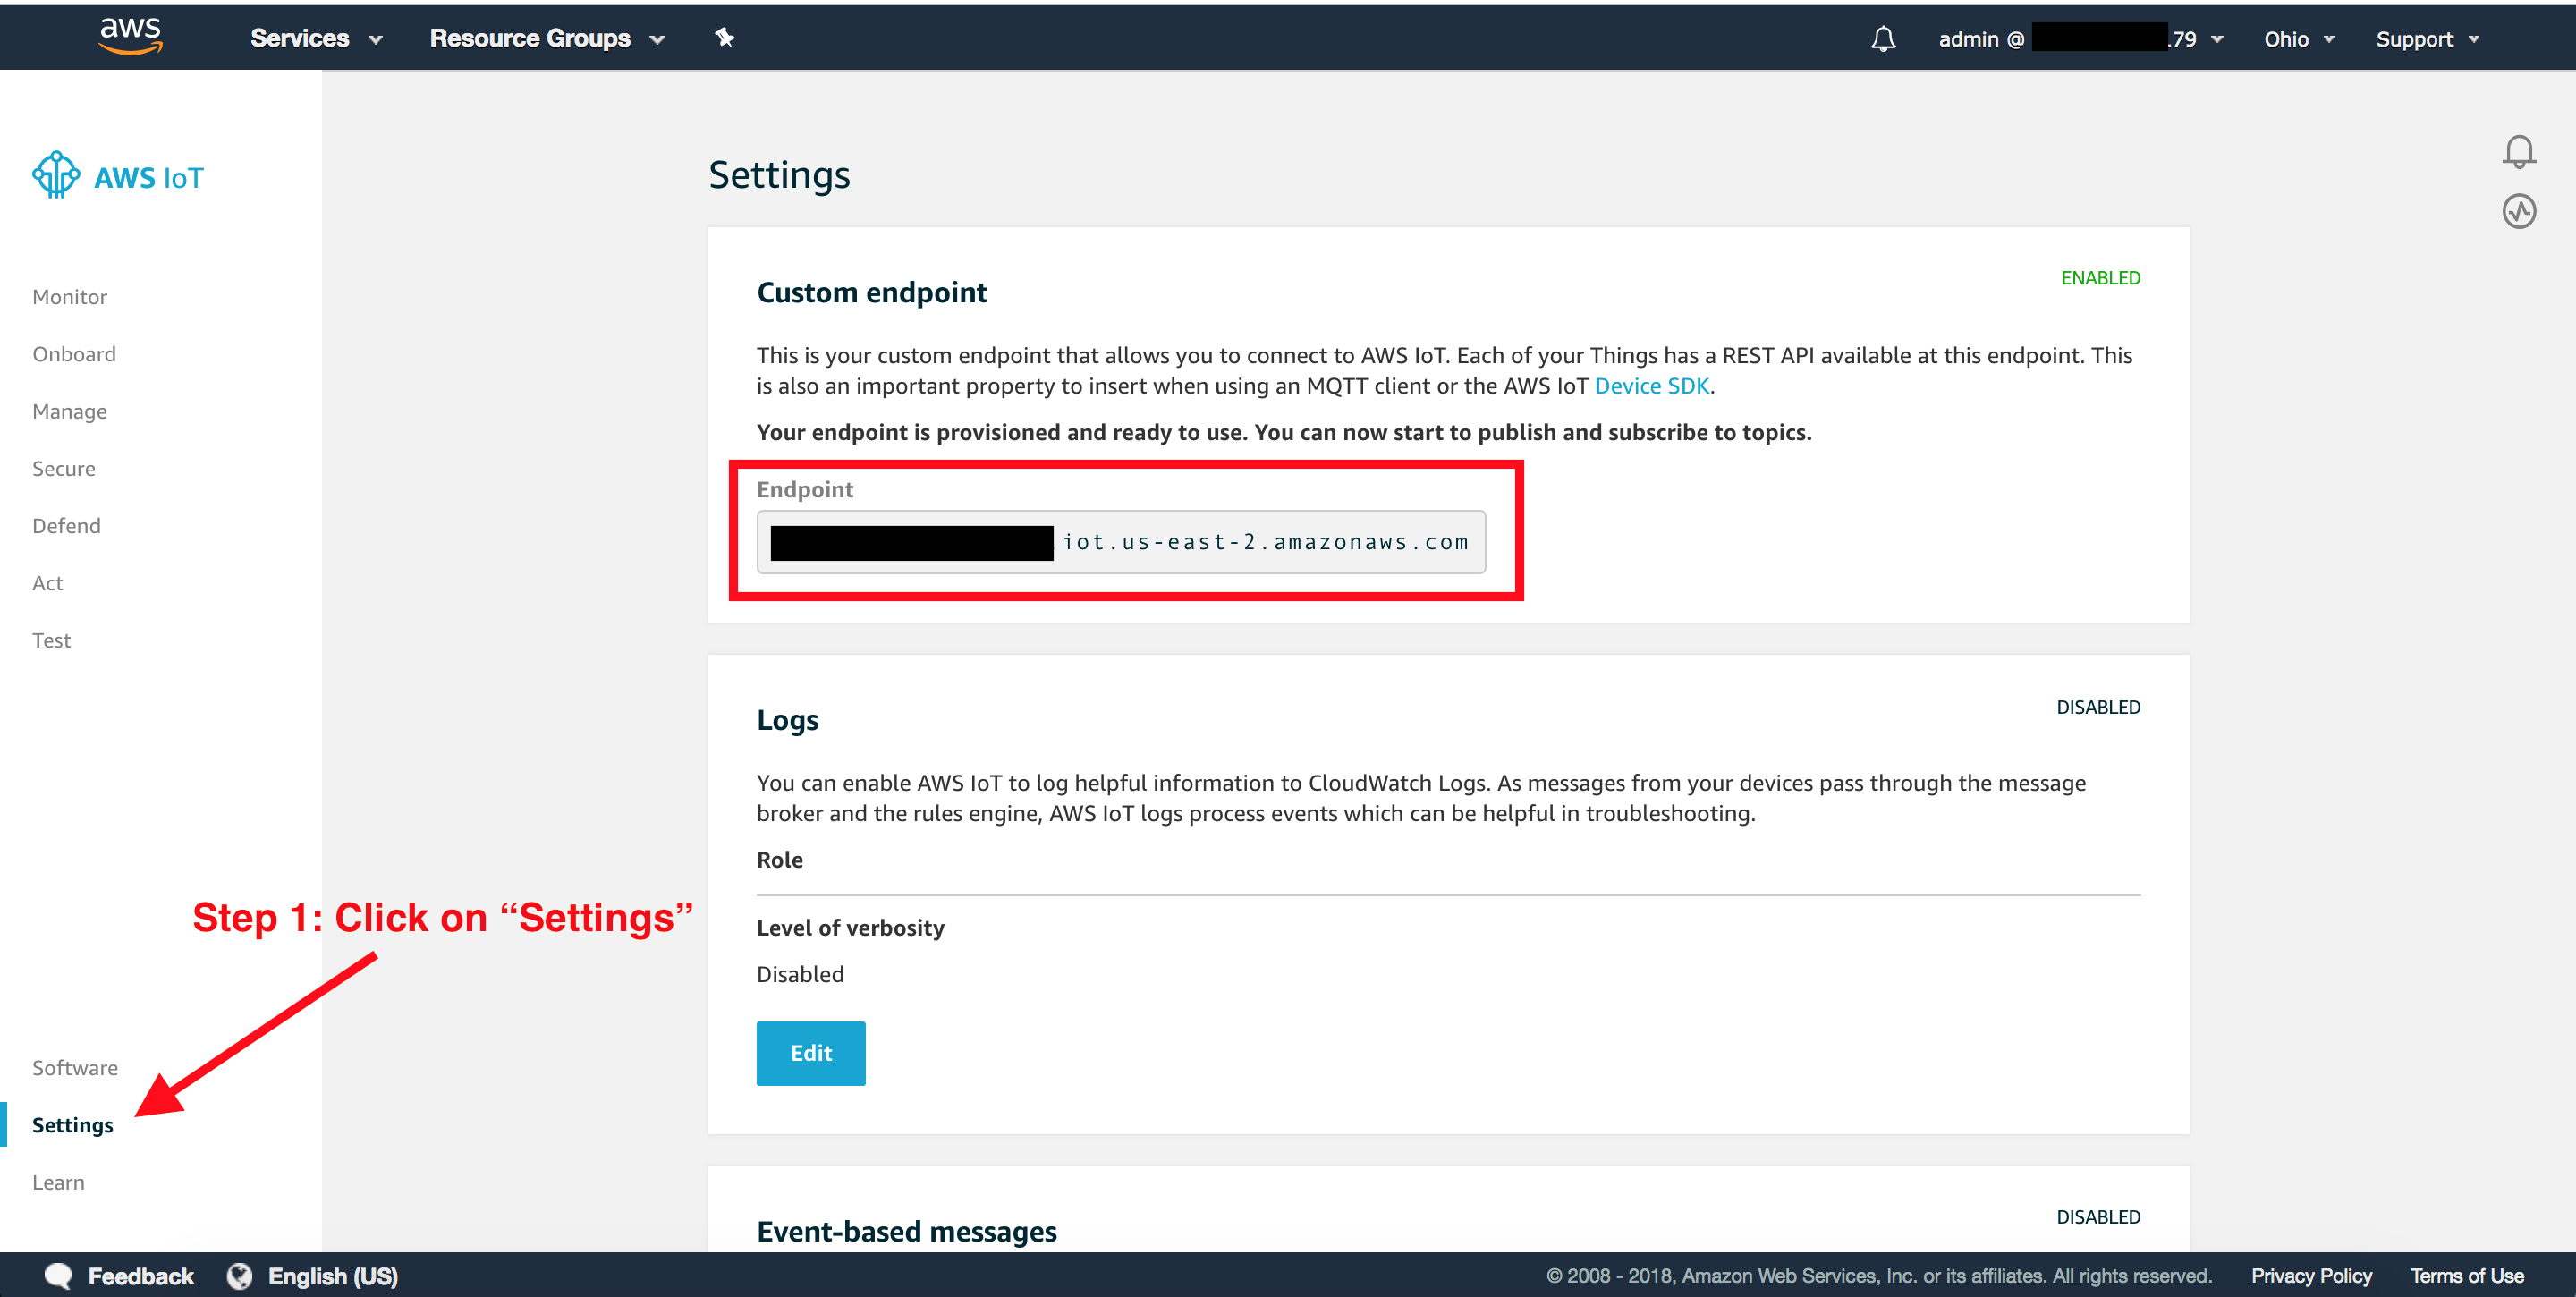 aws Services Resource Groups admin @ .79 Ohio Support
AWS IoT
Monitor
Onboard
Manage
Secure
Defend
Act
Test
Step 1: Click on “Settings”
Software
Settings
Learn
Settings
Custom endpoint
ENABLED
This is your custom endpoint that allows you to connect to AWS IoT. Each of your Things has a REST API available at this endpoint. This
is also an important property to insert when using an MQTT client or the AWS IoT Device SDK.
Your endpoint is provisioned and ready to use. You can now start to publish and subscribe to topics.
Endpoint
iot.us-east-2.amazonaws.com
Logs
DISABLED
You can enable AWS IoT to log helpful information to CloudWatch Logs. As messages from your devices pass through the message
broker and the rules engine, AWS IoT logs process events which can be helpful in troubleshooting.
Role
Level of verbosity
Disabled
Edit
Event-based messages
DISABLED
Feedback English (US) © 2008 - 2018, Amazon Web Services, Inc. or its affiliates. All rights reserved. Privacy Policy Terms of Use